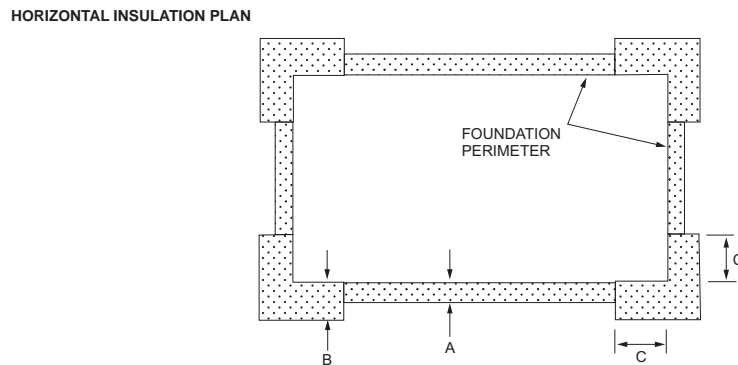 HORIZONTAL INSULATION PLAN
FOUNDATION
PERIMETER
C
B
A
C